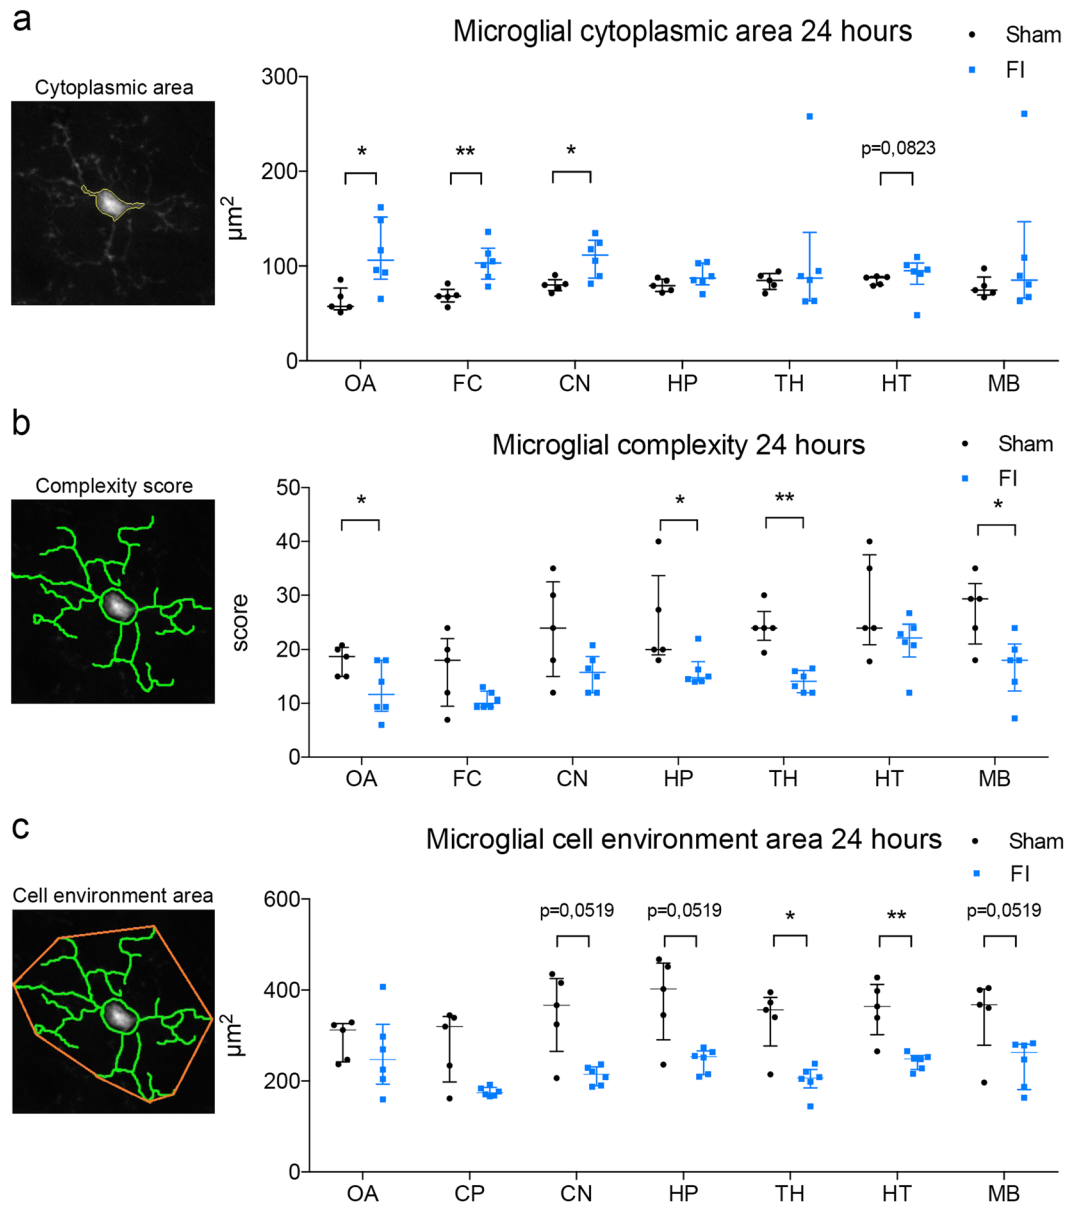 a
Microglial cytoplasmic area 24 hours
Sham
FI
Cytoplasmic area
µm2
300
200
100
0
*
**
*
p=0,0823
OA FC CN HP TH HT MB
b
Microglial complexity 24 hours
Sham
FI
Complexity score
score
50
40
30
20
10
0
*
*
**
*
OA FC CN HP TH HT MB
c
Microglial cell environment area 24 hours
Sham
FI
Cell environment area
µm2
600
400
200
0
p=0,0519
p=0,0519
*
**
p=0,0519
OA CP CN HP TH HT MB